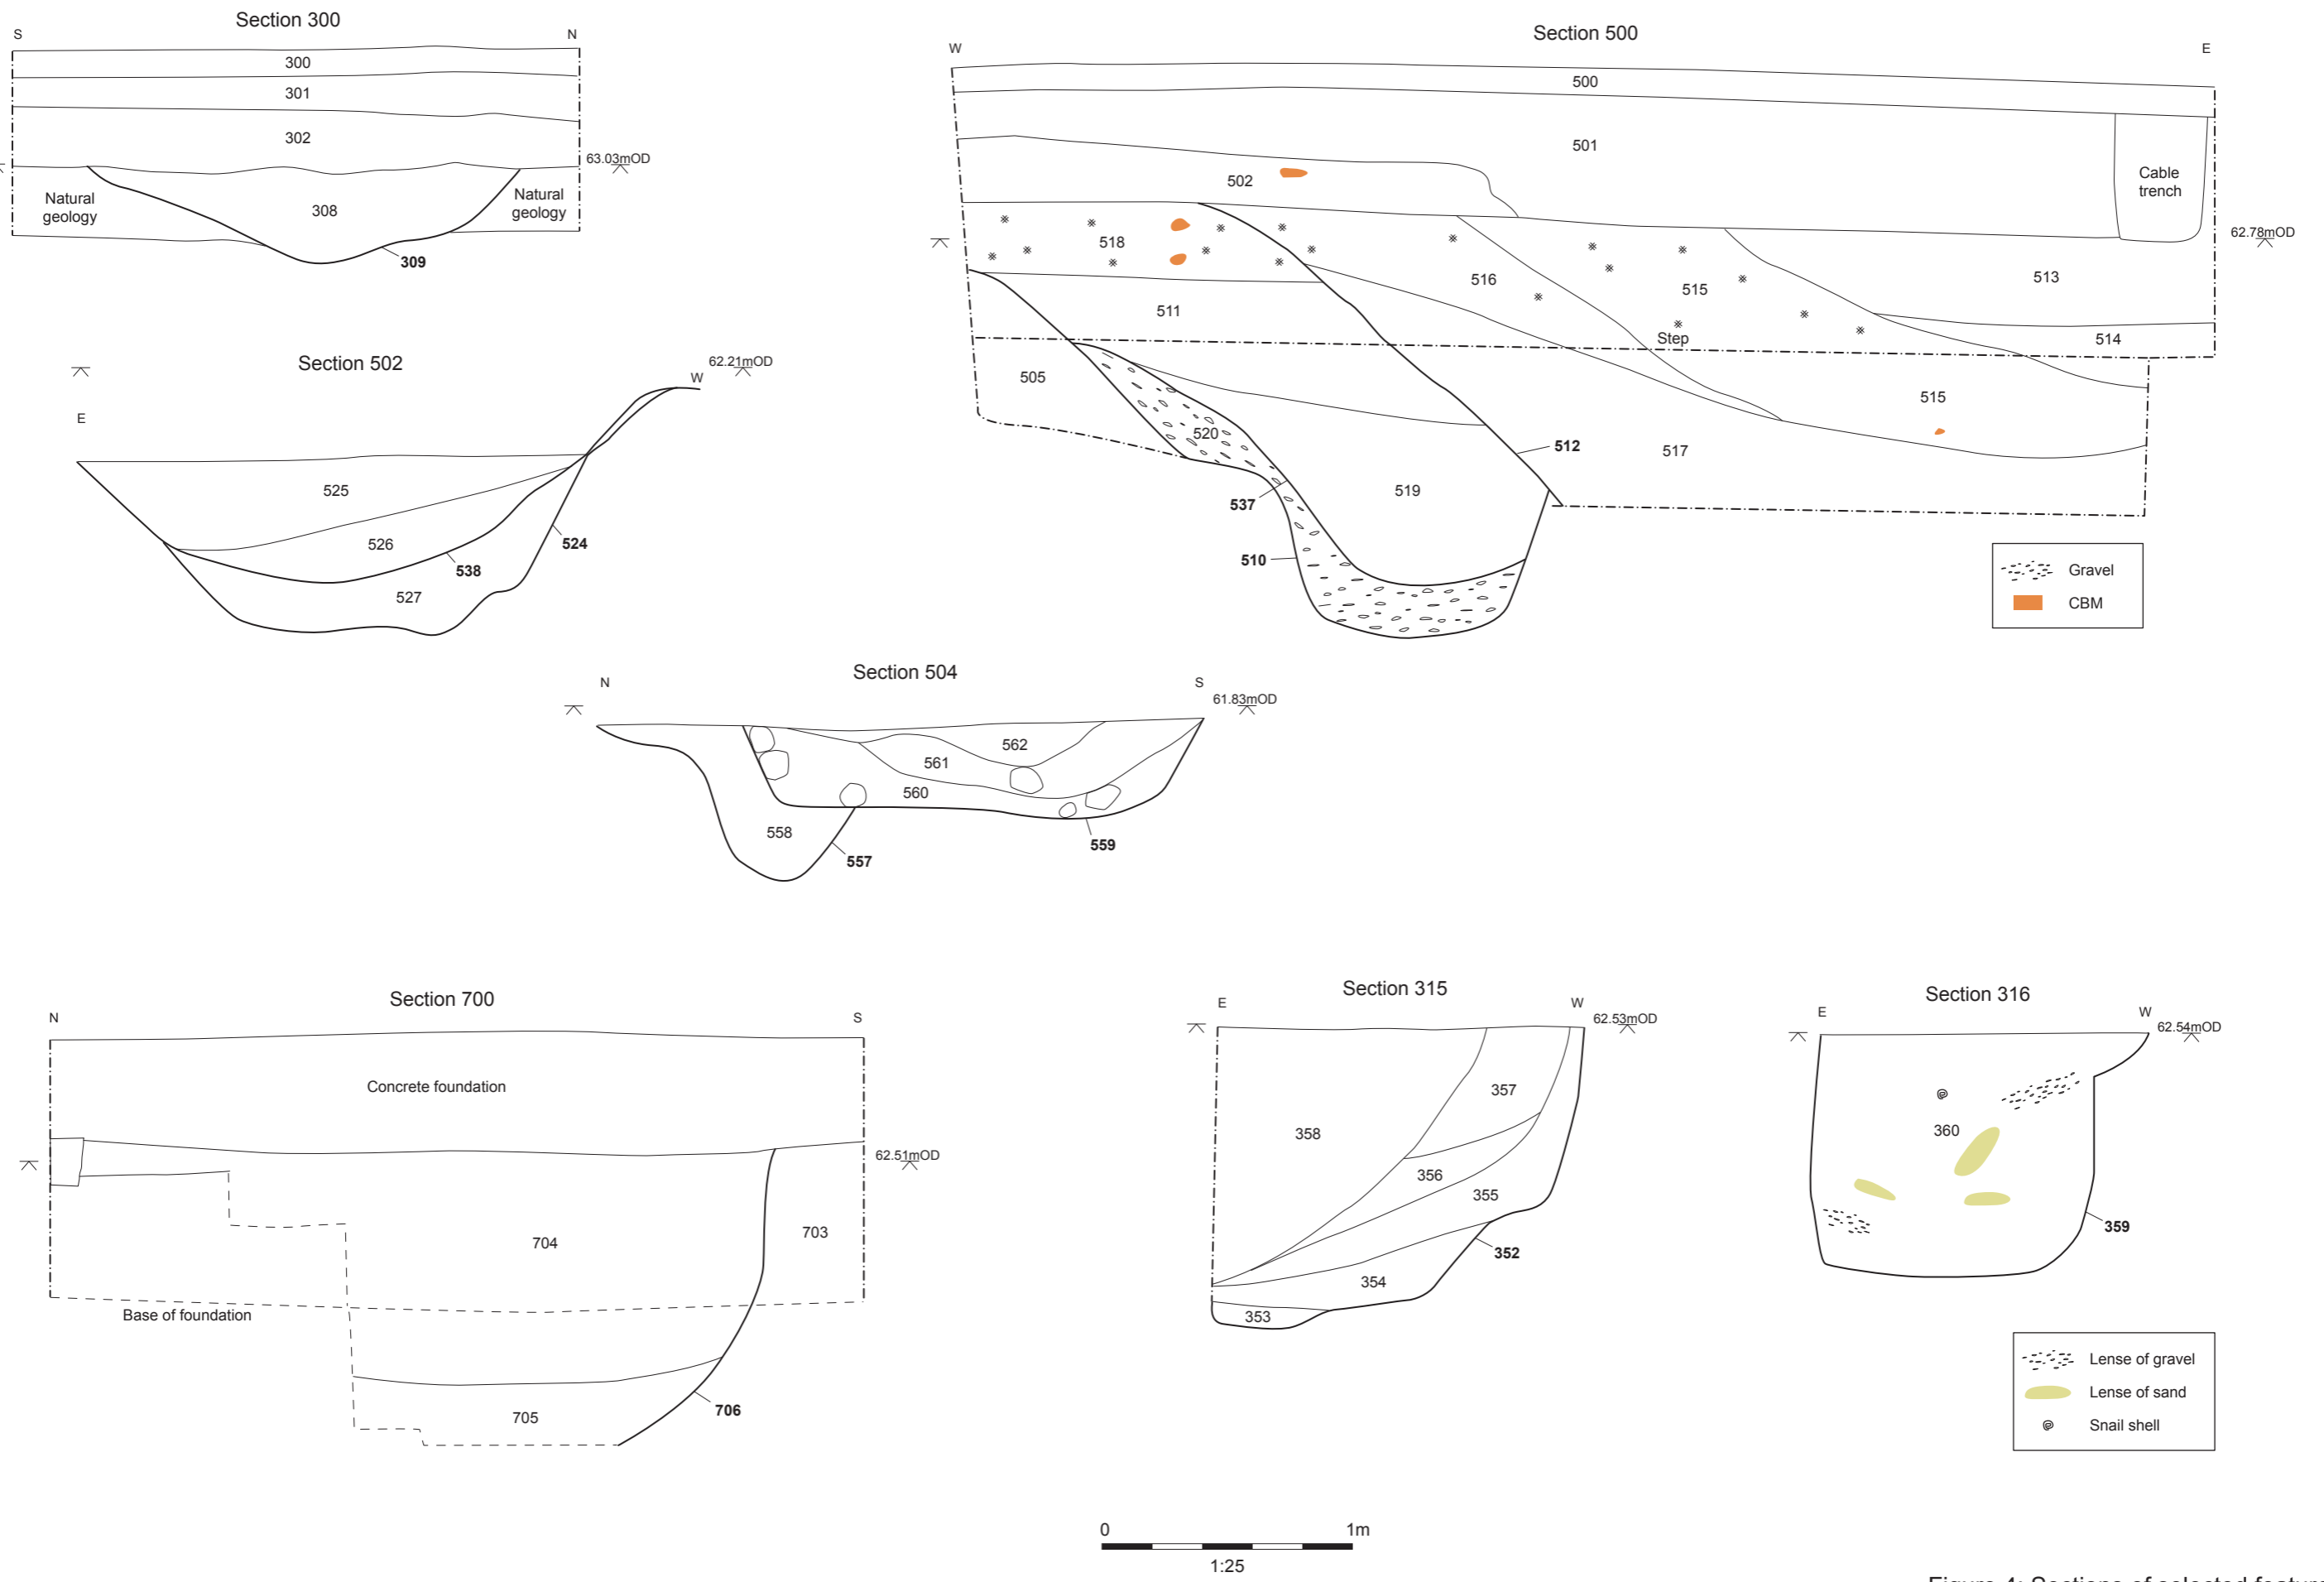 Section 300
S
N
300
301
302
63.03mOD
Natural
geology
308
Natural
geology
309
Section 500
W
E
500
501
502
Cable
trench
62.78mOD
518
516
515
513
511
514
Step
505
515
520
512
517
519
537
510
Gravel
CBM
Section 502
62.21mOD
W
E
525
526
524
538
527
Section 504
N
S
61.83mOD
562
561
560
558
559
557
Section 700
N
S
Concrete foundation
62.51mOD
704
703
Base of foundation
705
706
Section 315
E
W
62.53mOD
357
358
356
355
352
354
353
Section 316
E
W
62.54mOD
360
359
Lense of gravel
Lense of sand
Snail shell
0
1m
1:25